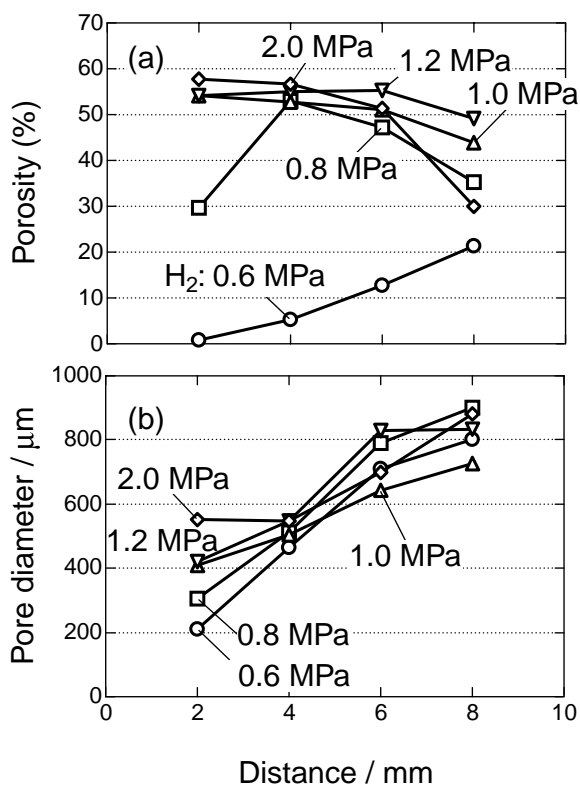 70
60
50
40
30
20
10
0
Porosity (%)
(a)
2.0 MPa
1.2 MPa
1.0 MPa
0.8 MPa
H₂: 0.6 MPa
1000
800
600
400
200
0
Pore diameter / μm
(b)
2.0 MPa
1.2 MPa
1.0 MPa
0.8 MPa
0.6 MPa
0 2 4 6 8 10
Distance / mm